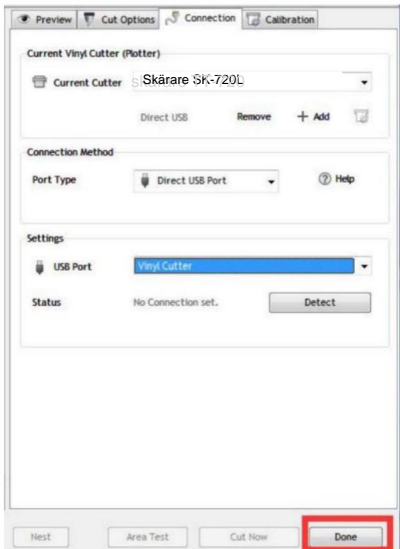 Preview Cut Options Connection Calibration
Current Vinyl Cutter (Plotter)
Current Cutter Skärare SK-720L
Direct USB Remove + Add
Connection Method
Port Type Direct USB Port ? Help
Settings
USB Port Vinyl Cutter
Status No Connection set. Detect
Nest Area Test Cut Now Done